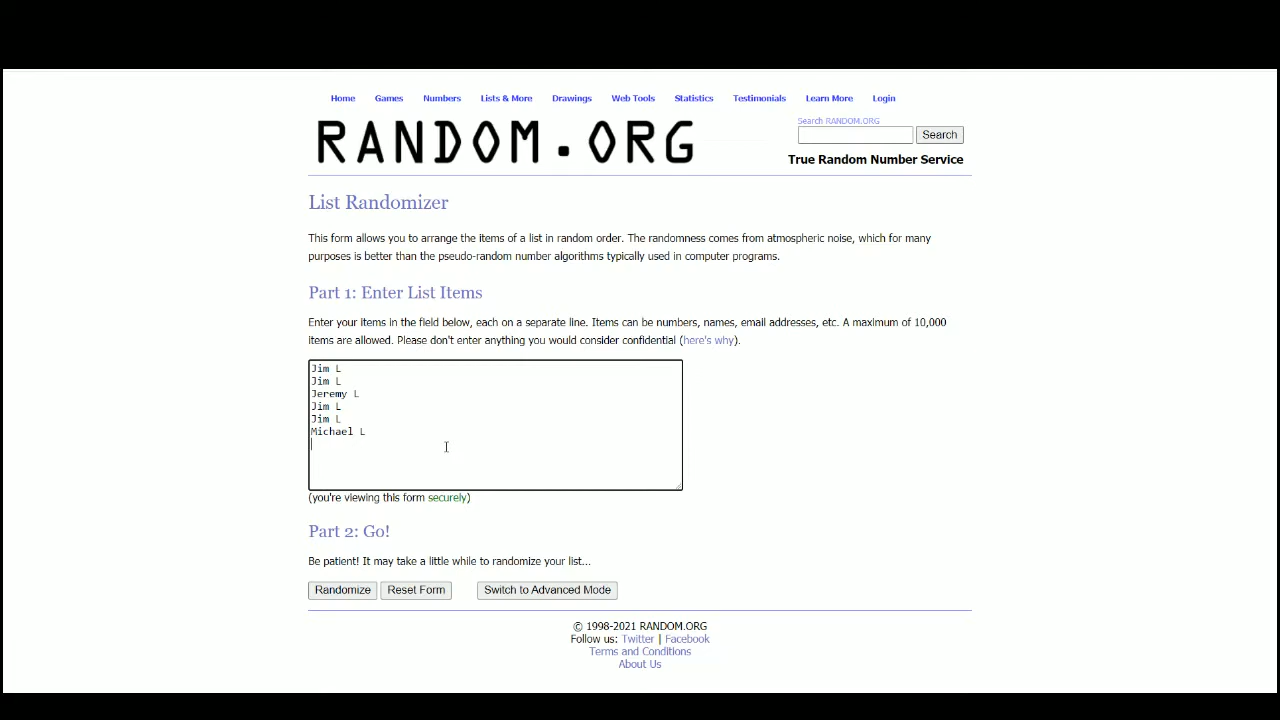 Home Games Numbers Lists & More Drawings Web Tools Statistics Testimonials Learn More Login
RANDOM.ORG
Search RANDOM.ORG
Search
True Random Number Service
List Randomizer
This form allows you to arrange the items of a list in random order. The randomness comes from atmospheric noise, which for many
purposes is better than the pseudo-random number algorithms typically used in computer programs.
Part 1: Enter List Items
Enter your items in the field below, each on a separate line. Items can be numbers, names, email addresses, etc. A maximum of 10,000
items are allowed. Please don't enter anything you would consider confidential (here's why).
Jim L
Jim L
Jeremy L
Jim L
Jim L
Michael L
(you're viewing this form securely)
Part 2: Go!
Be patient! It may take a little while to randomize your list...
Randomize Reset Form Switch to Advanced Mode
© 1998-2021 RANDOM.ORG
Follow us: Twitter | Facebook
Terms and Conditions
About Us